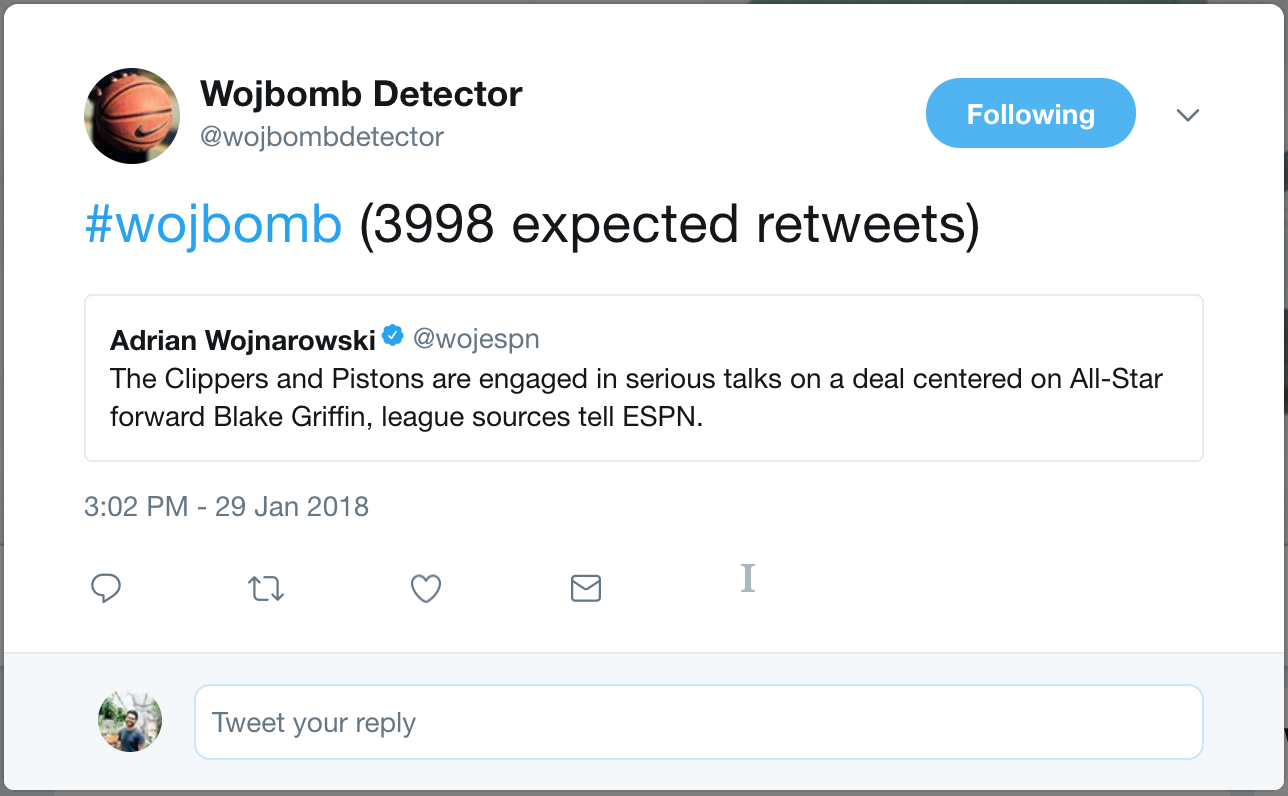 Wojbomb Detector
@wojbombdetector
Following
#wojbomb (3998 expected retweets)
Adrian Wojnarowski @wojespn
The Clippers and Pistons are engaged in serious talks on a deal centered on All-Star
forward Blake Griffin, league sources tell ESPN.
3:02 PM - 29 Jan 2018
Tweet your reply